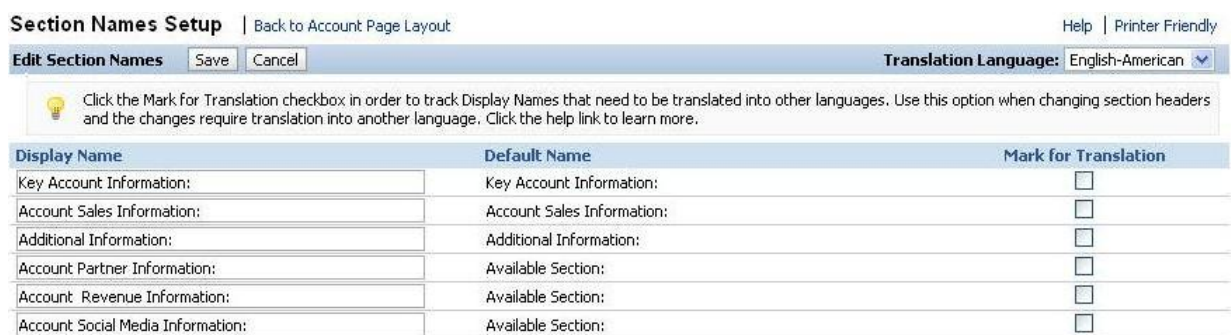 Section Names Setup | Back to Account Page Layout Help | Printer Friendly
Edit Section Names Save Cancel Translation Language: English-American
Click the Mark for Translation checkbox in order to track Display Names that need to be translated into other languages. Use this option when changing section headers
and the changes require translation into another language. Click the help link to learn more.
Display Name Default Name Mark for Translation
Key Account Information: Key Account Information:
Account Sales Information: Account Sales Information:
Additional Information: Additional Information:
Account Partner Information: Available Section:
Account Revenue Information: Available Section:
Account Social Media Information: Available Section: